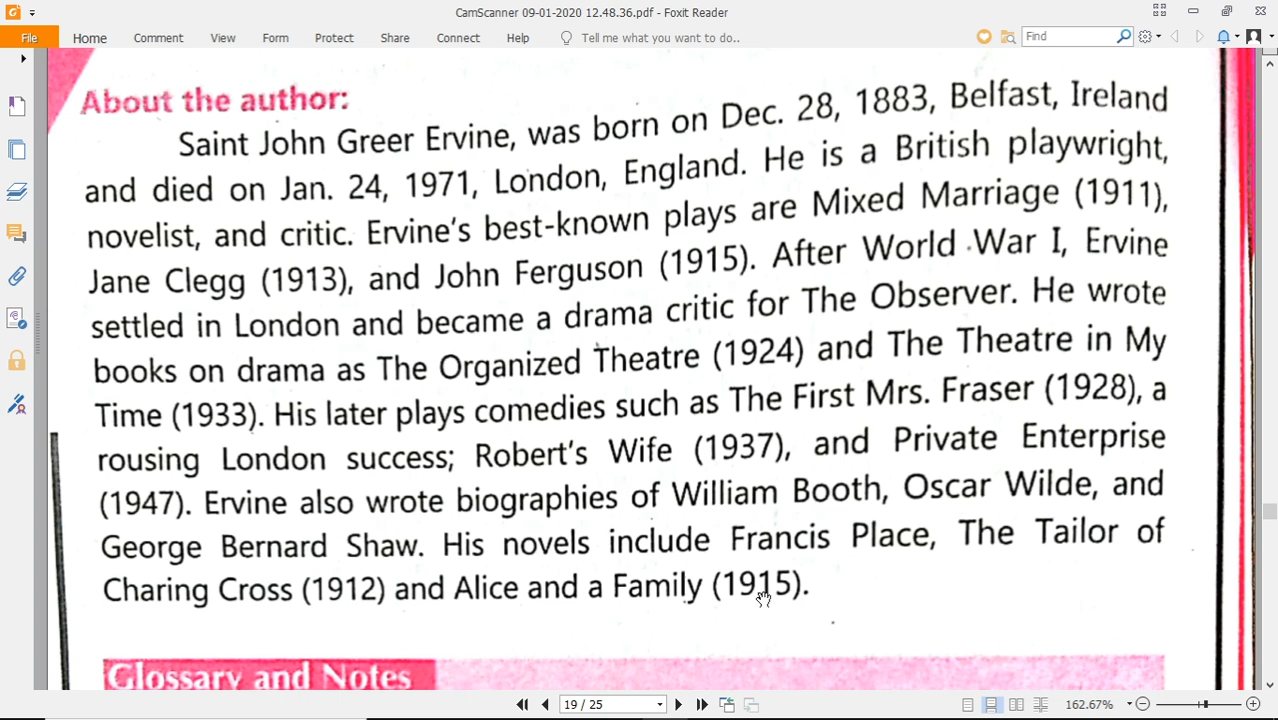 CamScanner 09-01-2020 12.48.36.pdf - Foxit Reader
File Home Comment View Form Protect Share Connect Help Tell me what you want to do.. Find
About the author:
Saint John Greer Ervine, was born on Dec. 28, 1883, Belfast, Ireland
and died on Jan. 24, 1971, London, England. He is a British playwright,
novelist, and critic. Ervine's best-known plays are Mixed Marriage (1911),
Jane Clegg (1913), and John Ferguson (1915). After World War I, Ervine
settled in London and became a drama critic for The Observer. He wrote
books on drama as The Organized Theatre (1924) and The Theatre in My
Time (1933). His later plays comedies such as The First Mrs. Fraser (1928), a
rousing London success; Robert's Wife (1937), and Private Enterprise
(1947). Ervine also wrote biographies of William Booth, Oscar Wilde, and
George Bernard Shaw. His novels include Francis Place, The Tailor of
Charing Cross (1912) and Alice and a Family (1915).
Glossary and Notes
19 / 25 162.67%